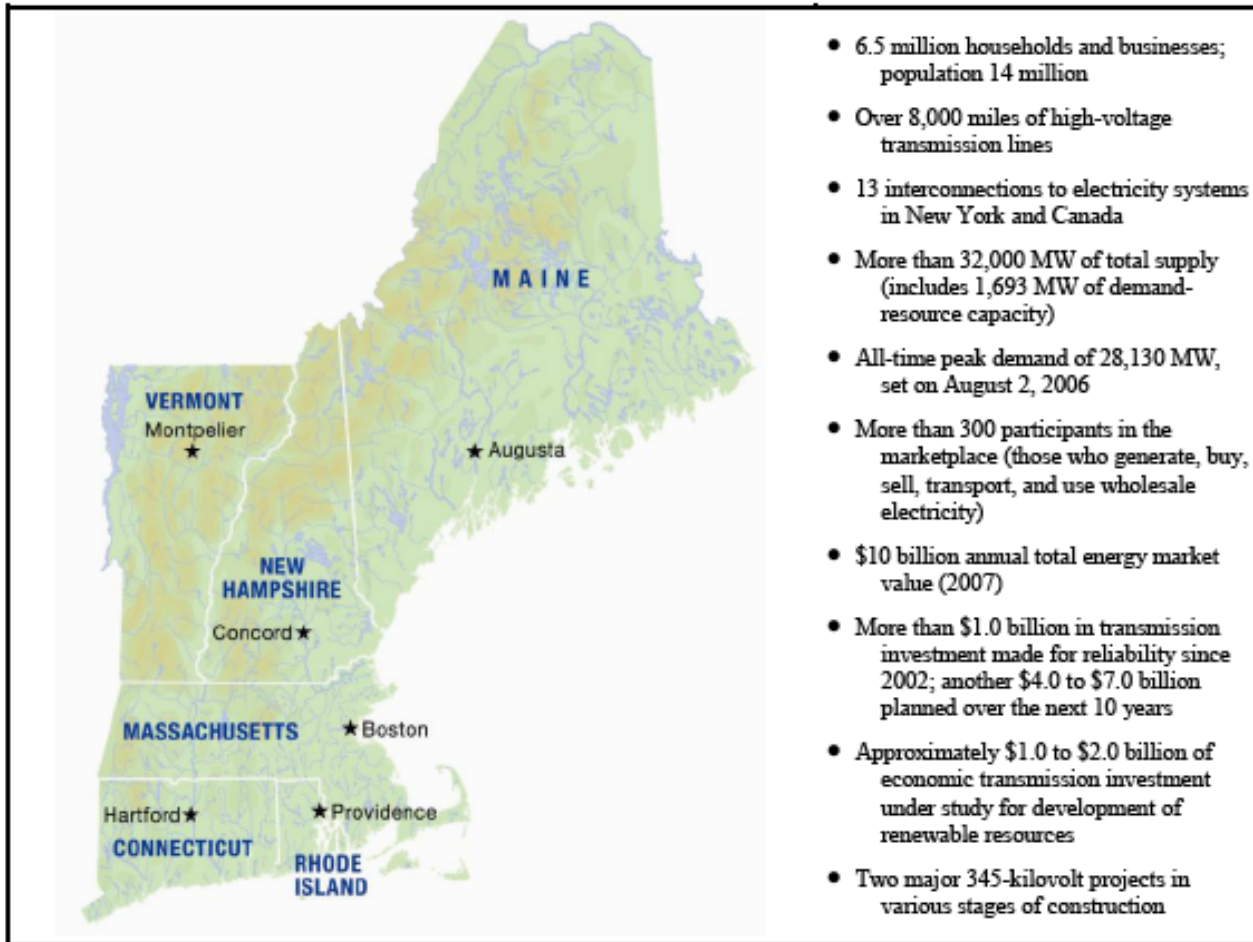 MAINE
VERMONT
Montpelier
Augusta
NEW
HAMPSHIRE
Concord
MASSACHUSETTS
Boston
Hartford
Providence
CONNECTICUT
RHODE
ISLAND
• 6.5 million households and businesses;
population 14 million
• Over 8,000 miles of high-voltage
transmission lines
• 13 interconnections to electricity systems
in New York and Canada
• More than 32,000 MW of total supply
(includes 1,693 MW of demand-
resource capacity)
• All-time peak demand of 28,130 MW,
set on August 2, 2006
• More than 300 participants in the
marketplace (those who generate, buy,
sell, transport, and use wholesale
electricity)
• $10 billion annual total energy market
value (2007)
• More than $1.0 billion in transmission
investment made for reliability since
2002; another $4.0 to $7.0 billion
planned over the next 10 years
• Approximately $1.0 to $2.0 billion of
economic transmission investment
under study for development of
renewable resources
• Two major 345-kilovolt projects in
various stages of construction